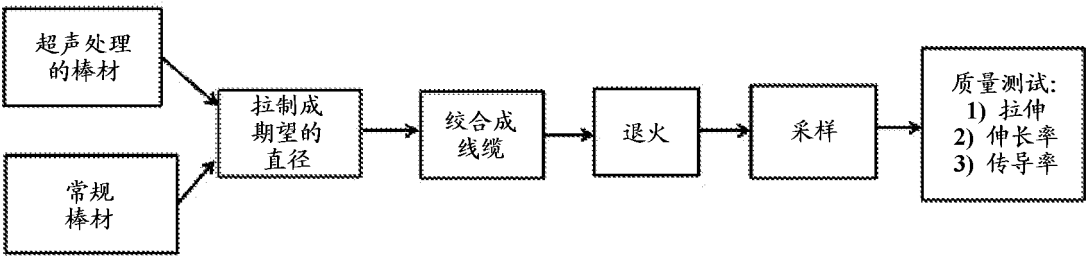 超声处理
的棒材
常规
棒材
拉制成
期望的
直径
绞合成
线缆
退火
采样
质量测试:
1) 拉伸
2) 伸长率
3) 传导率